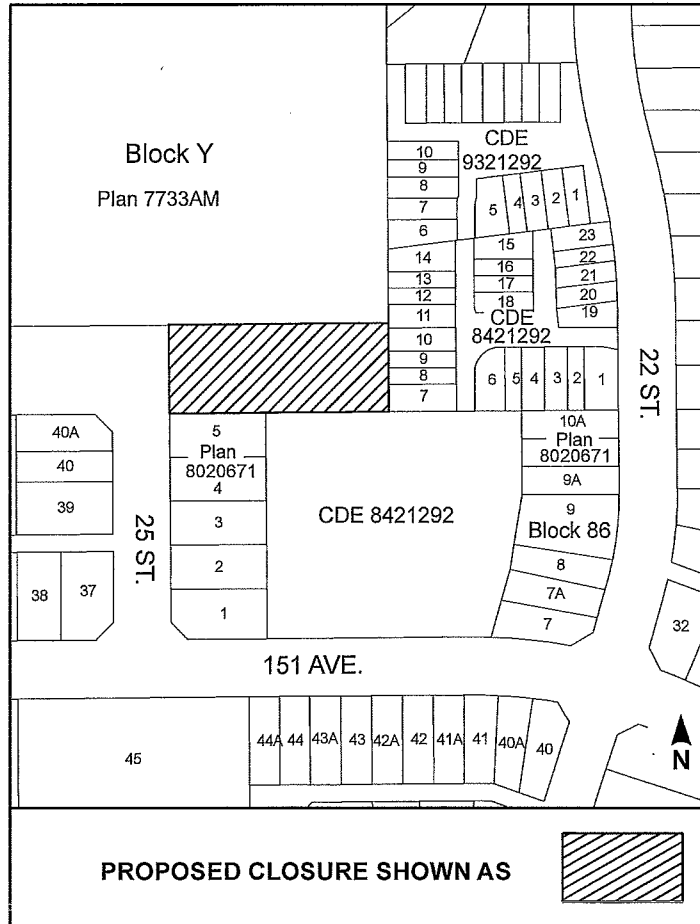 Block Y
Plan 7733AM
CDE
9321292
10
9
8
7
6
5
4
3
2
1
14
13
12
11
10
9
8
7
15
16
17
18
23
22
21
20
19
CDE
8421292
6
5
4
3
2
1
22 ST.
40A
40
39
38
37
25 ST.
5
Plan
8020671
4
3
2
1
CDE 8421292
10A
Plan
8020671
9A
9
Block 86
8
7A
7
32
151 AVE.
45
44A
44
43A
43
42A
42
41A
41
40A
40
N
PROPOSED CLOSURE SHOWN AS